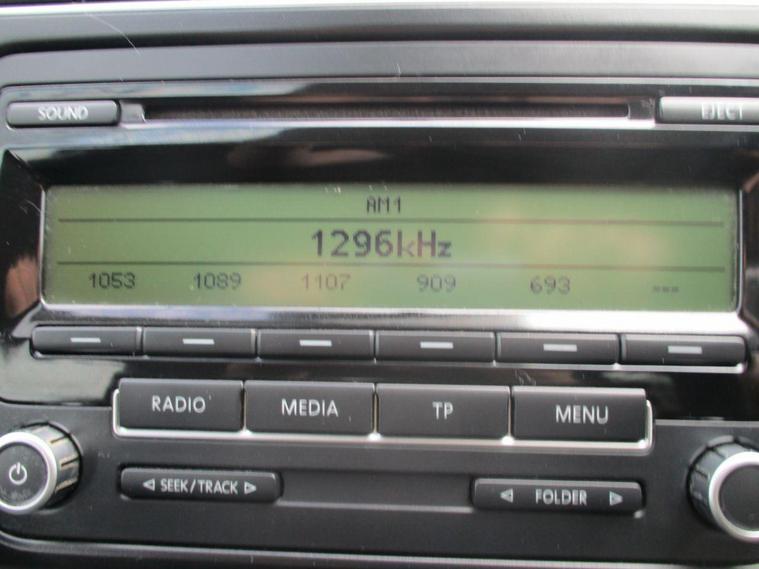 SOUND EJECT
AM1
1296kHz
1053 1089 1107 909 693 ---
RADIO MEDIA TP MENU
SEEK/TRACK FOLDER